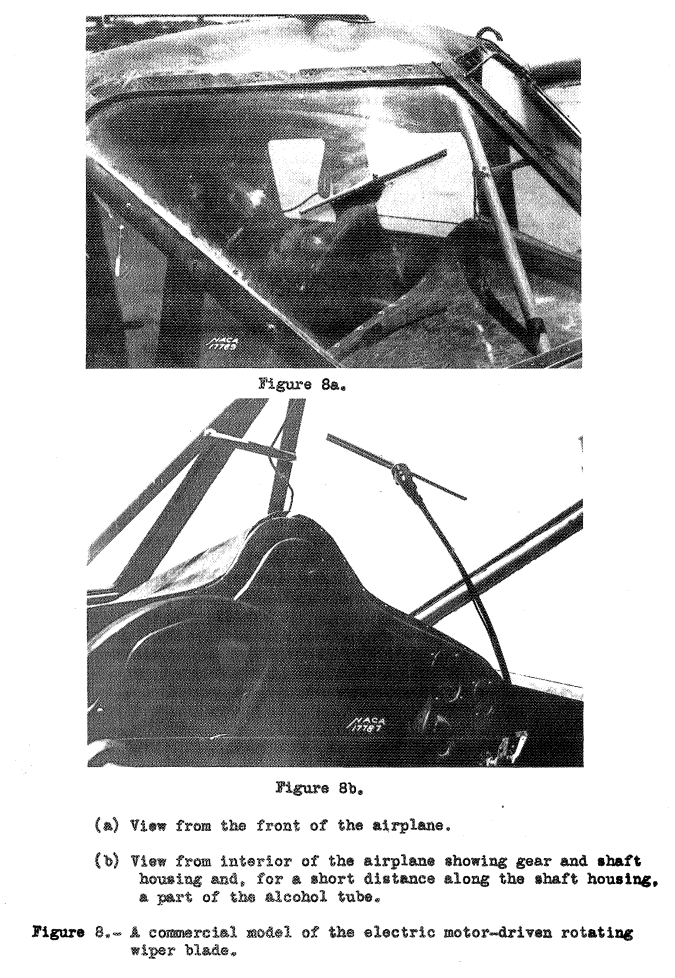 NACA
17789
Figure 8a.
NACA
17787
Figure 8b.
(a) View from the front of the airplane.
(b) View from interior of the airplane showing gear and shaft
housing and, for a short distance along the shaft housing,
a part of the alcohol tube.
Figure 8.- A commercial model of the electric motor-driven rotating
wiper blade.